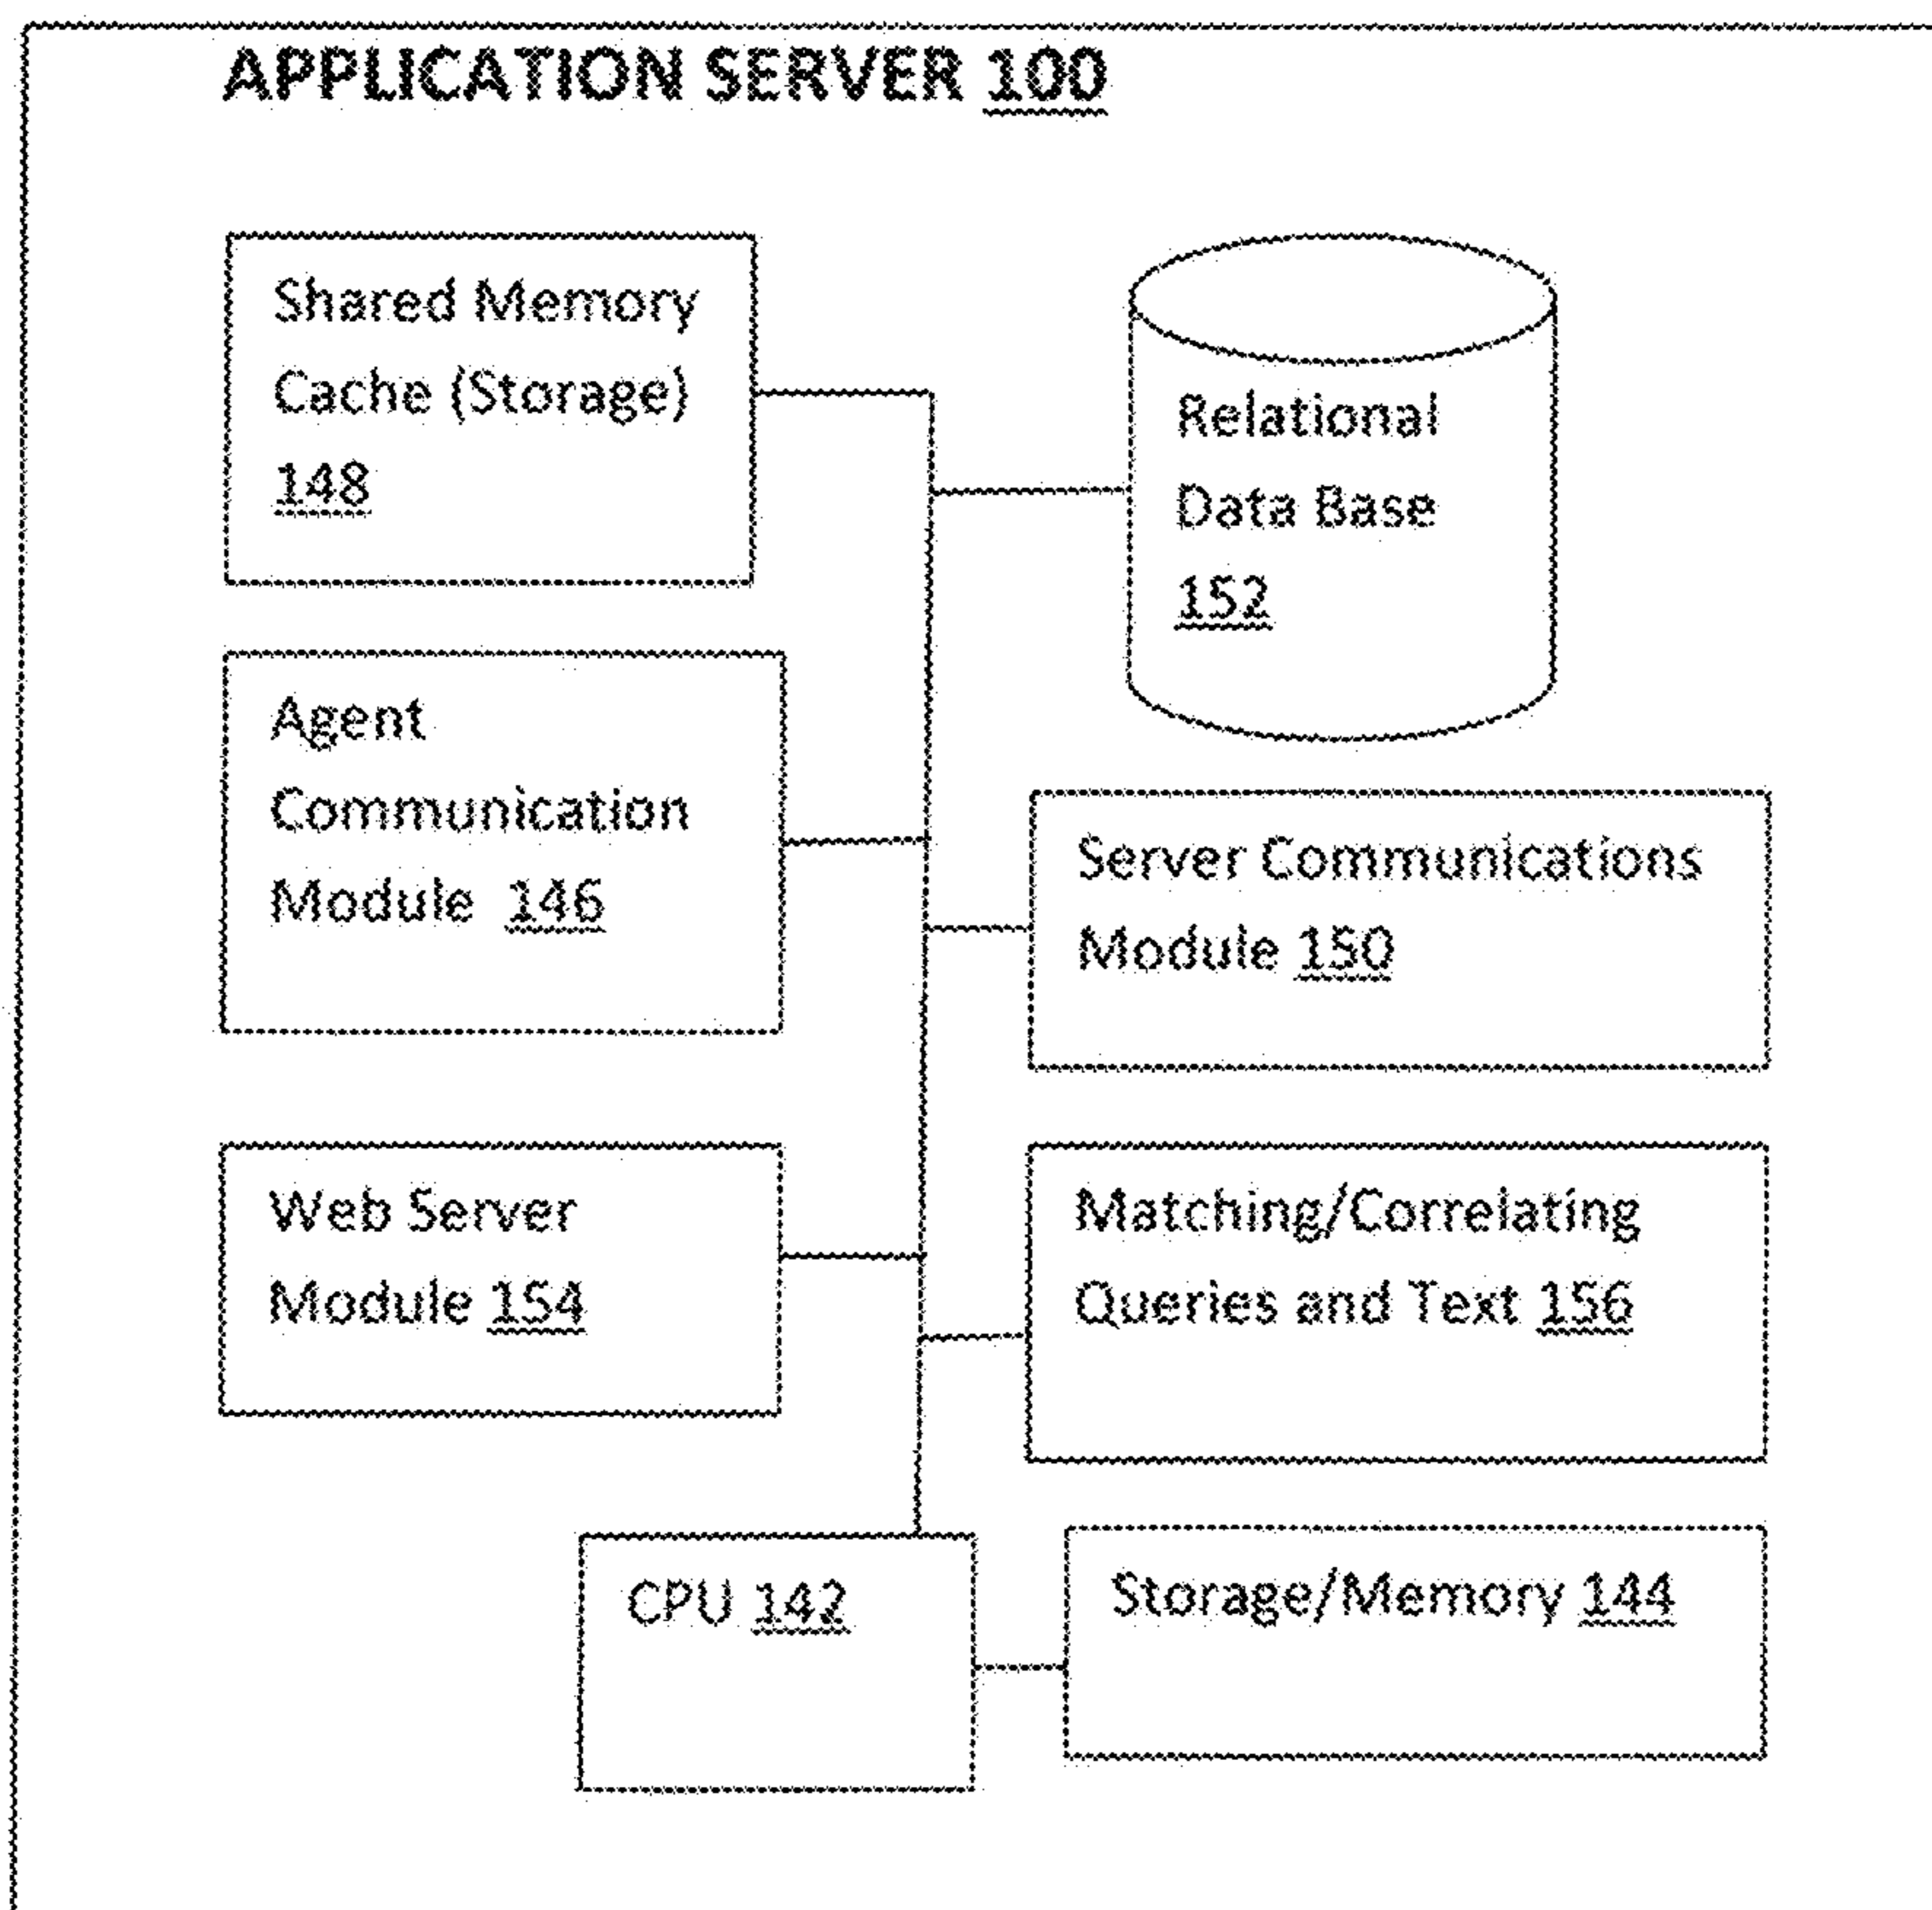 APPLICATION SERVER 100
Shared Memory
Cache (Storage)
148
Relational
Data Base
152
Agent
Communication
Module 146
Server Communications
Module 150
Web Server
Module 154
Matching/Correlating
Queries and Text 156
CPU 142
Storage/Memory 144